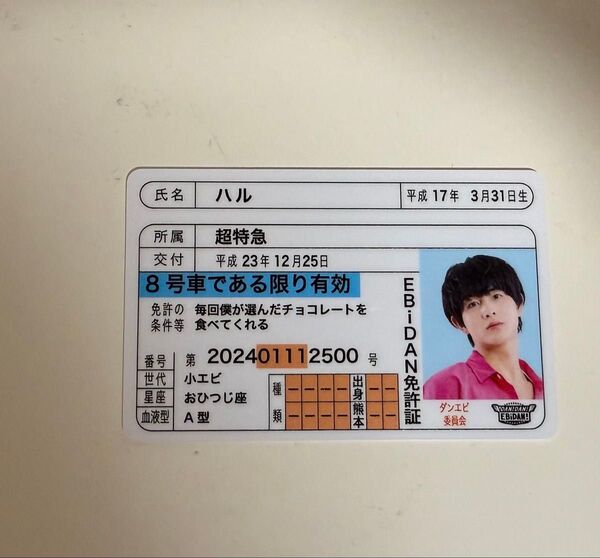 氏名 ハル 平成 17年 3月31日生
所属 超特急
交付 平成 23年 12月25日
8号車である限り有効
免許の 毎回僕が選んだチョコレートを
条件等 食べてくれる
番号 第 202401112500 号
世代 小エビ
星座 おひつじ座
血液型 A 型
種類
出身熊本
EBiDAN免許証
ダンエビ
委員会
EBiDAN!